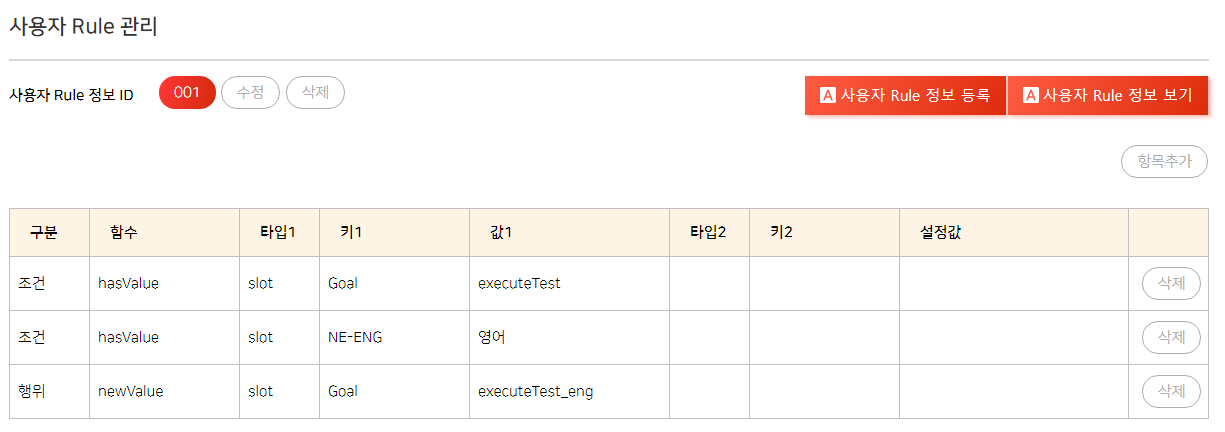 사용자 Rule 관리
사용자 Rule 정보 ID 001 수정 삭제 A 사용자 Rule 정보 등록 A 사용자 Rule 정보 보기
항목추가
구분 함수 타입1 키1 값1 타입2 키2 설정값
조건 hasValue slot Goal executeTest 삭제
조건 hasValue slot NE-ENG 영어 삭제
행위 newValue slot Goal executeTest_eng 삭제